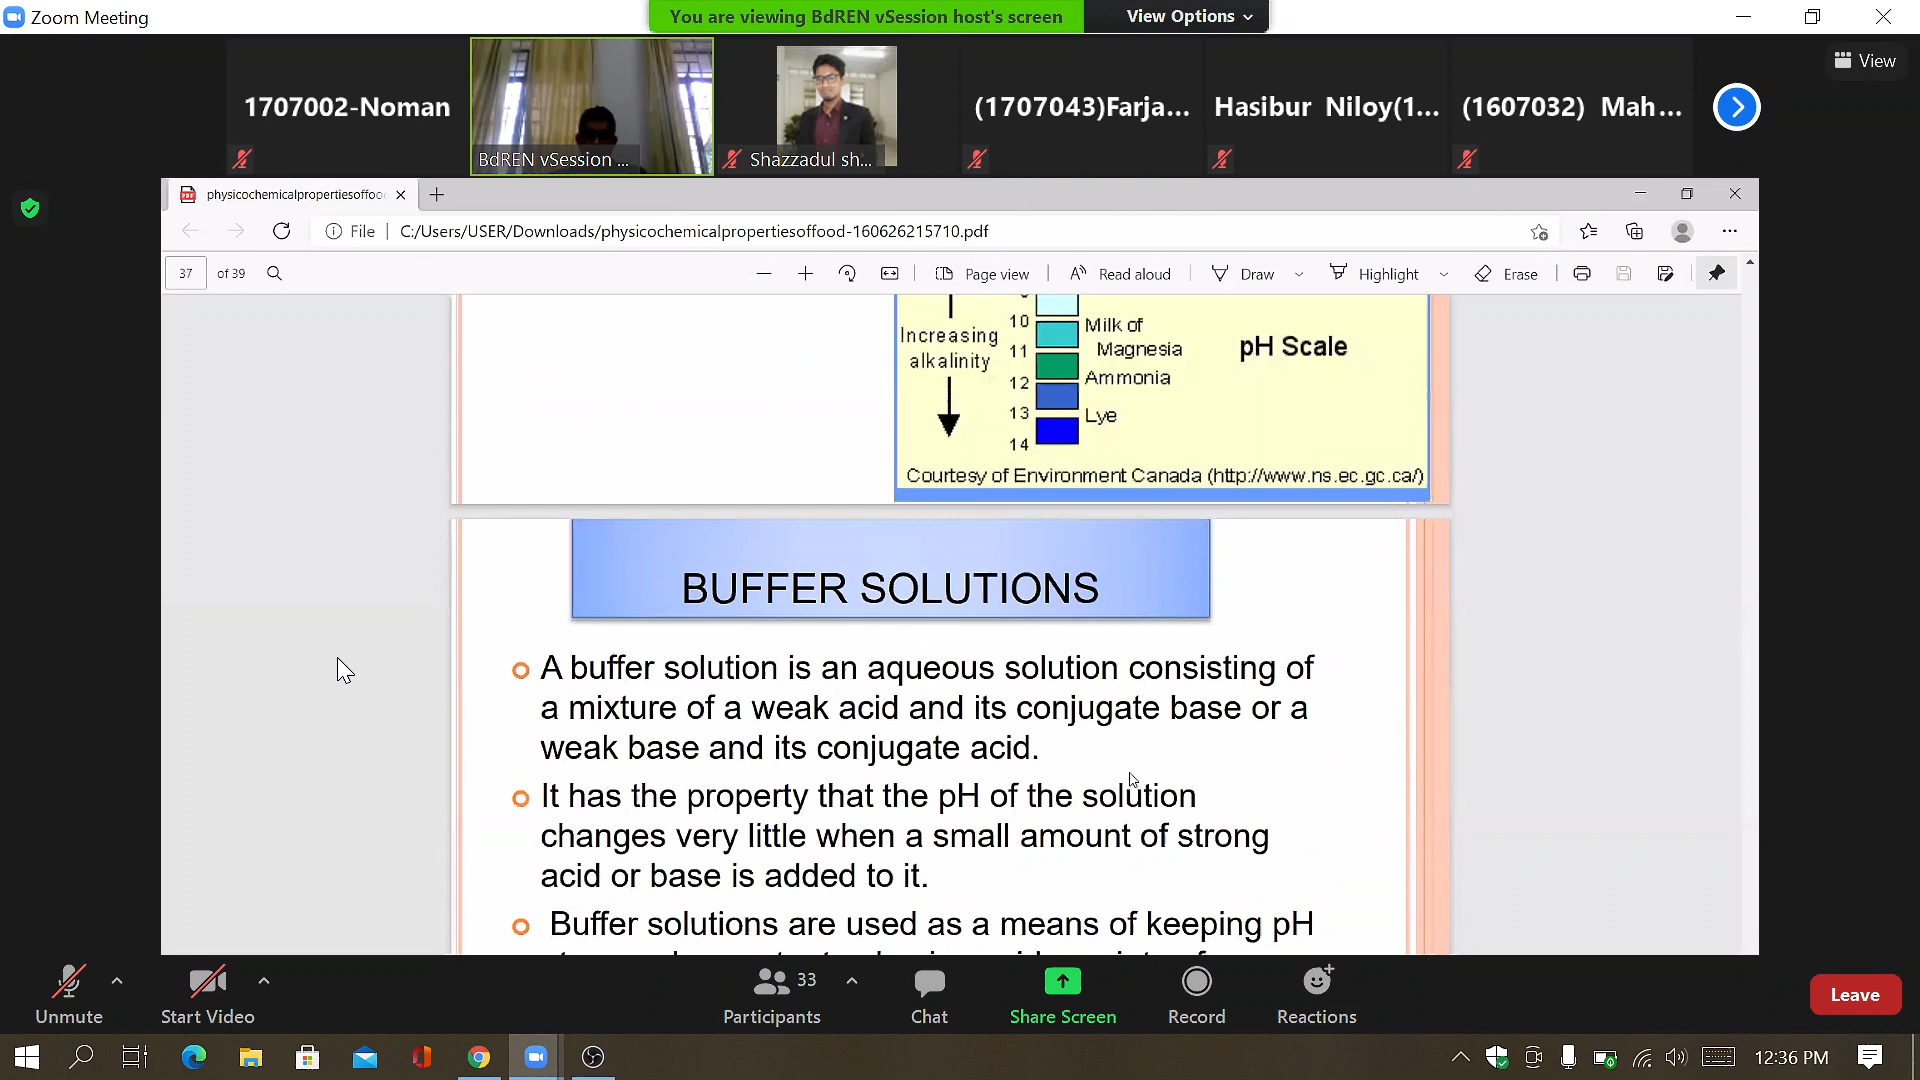 Zoom Meeting
You are viewing BdREN vSession host's screen
View Options
View
1707002-Noman
BdREN vSession ...
Shazzadul sh...
(1707043)Farja...
Hasibur Niloy(1...
(1607032) Mah...
physicochemicalpropertiesoffood
File
C:/Users/USER/Downloads/physicochemicalpropertiesoffood-160626215710.pdf
37 of 39
Page view
Read aloud
Draw
Highlight
Erase
Increasing
alkalinity
10
11
12
13
14
Milk of
Magnesia
Ammonia
Lye
pH Scale
Courtesy of Environment Canada (http://www.ns.ec.gc.ca/)
BUFFER SOLUTIONS
A buffer solution is an aqueous solution consisting of
a mixture of a weak acid and its conjugate base or a
weak base and its conjugate acid.
It has the property that the pH of the solution
changes very little when a small amount of strong
acid or base is added to it.
Buffer solutions are used as a means of keeping pH
Unmute
Start Video
33
Participants
Chat
Share Screen
Record
Reactions
Leave
12:36 PM